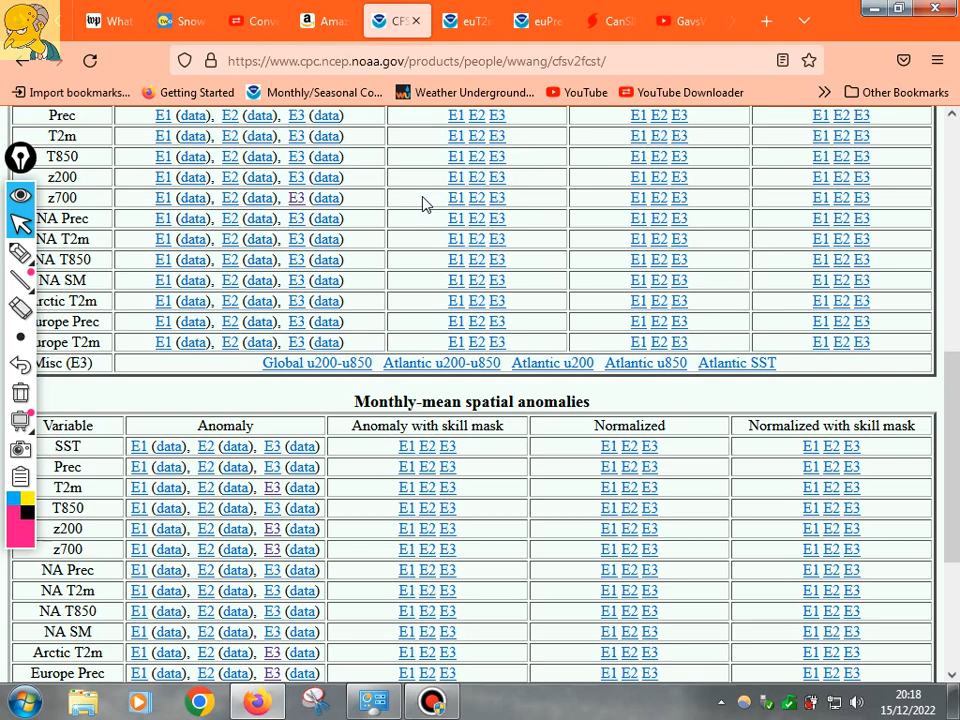 What
Snow
Conv
Amaz
CFS
euT2m
euPre
CanSI
GavsV
https://www.cpc.ncep.noaa.gov/products/people/wwang/cfsv2fcst/
Import bookmarks...
Getting Started
Monthly/Seasonal Co...
Weather Underground...
YouTube
YouTube Downloader
Other Bookmarks
Prec E1 (data), E2 (data), E3 (data) E1 E2 E3 E1 E2 E3 E1 E2 E3
T2m E1 (data), E2 (data), E3 (data) E1 E2 E3 E1 E2 E3 E1 E2 E3
T850 E1 (data), E2 (data), E3 (data) E1 E2 E3 E1 E2 E3 E1 E2 E3
z200 E1 (data), E2 (data), E3 (data) E1 E2 E3 E1 E2 E3 E1 E2 E3
z700 E1 (data), E2 (data), E3 (data) E1 E2 E3 E1 E2 E3 E1 E2 E3
NA Prec E1 (data), E2 (data), E3 (data) E1 E2 E3 E1 E2 E3 E1 E2 E3
NA T2m E1 (data), E2 (data), E3 (data) E1 E2 E3 E1 E2 E3 E1 E2 E3
NA T850 E1 (data), E2 (data), E3 (data) E1 E2 E3 E1 E2 E3 E1 E2 E3
NA SM E1 (data), E2 (data), E3 (data) E1 E2 E3 E1 E2 E3 E1 E2 E3
rctic T2m E1 (data), E2 (data), E3 (data) E1 E2 E3 E1 E2 E3 E1 E2 E3
urope Prec E1 (data), E2 (data), E3 (data) E1 E2 E3 E1 E2 E3 E1 E2 E3
urope T2m E1 (data), E2 (data), E3 (data) E1 E2 E3 E1 E2 E3 E1 E2 E3
Misc (E3) Global u200-u850 Atlantic u200-u850 Atlantic u200 Atlantic u850 Atlantic SST
Monthly-mean spatial anomalies
Variable Anomaly Anomaly with skill mask Normalized Normalized with skill mask
SST E1 (data), E2 (data), E3 (data) E1 E2 E3 E1 E2 E3 E1 E2 E3
Prec E1 (data), E2 (data), E3 (data) E1 E2 E3 E1 E2 E3 E1 E2 E3
T2m E1 (data), E2 (data), E3 (data) E1 E2 E3 E1 E2 E3 E1 E2 E3
T850 E1 (data), E2 (data), E3 (data) E1 E2 E3 E1 E2 E3 E1 E2 E3
z200 E1 (data), E2 (data), E3 (data) E1 E2 E3 E1 E2 E3 E1 E2 E3
z700 E1 (data), E2 (data), E3 (data) E1 E2 E3 E1 E2 E3 E1 E2 E3
NA Prec E1 (data), E2 (data), E3 (data) E1 E2 E3 E1 E2 E3 E1 E2 E3
NA T2m E1 (data), E2 (data), E3 (data) E1 E2 E3 E1 E2 E3 E1 E2 E3
NA T850 E1 (data), E2 (data), E3 (data) E1 E2 E3 E1 E2 E3 E1 E2 E3
NA SM E1 (data), E2 (data), E3 (data) E1 E2 E3 E1 E2 E3 E1 E2 E3
Arctic T2m E1 (data), E2 (data), E3 (data) E1 E2 E3 E1 E2 E3 E1 E2 E3
Europe Prec E1 (data), E2 (data), E3 (data) E1 E2 E3 E1 E2 E3 E1 E2 E3
20:18
15/12/2022